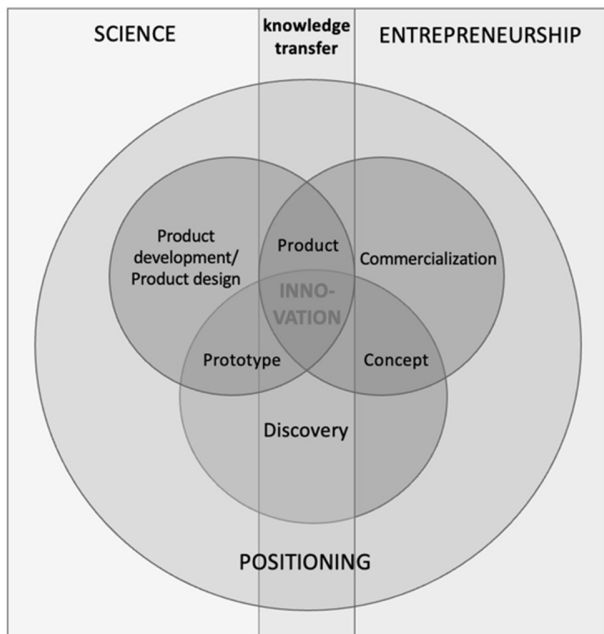 SCIENCE
knowledge
transfer
ENTREPRENEURSHIP
Product
development/
Product design
Product
Commercialization
INNO-
VATION
Prototype
Concept
Discovery
POSITIONING